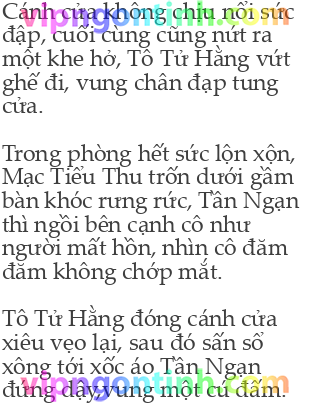 Cánh cửa không chịu nổi sức
đập, cuối cùng cũng nứt ra
một khe hở, Tô Tử Hằng vứt
ghế đi, vung chân đạp tung
cửa.
Trong phòng hết sức lộn xộn,
Mạc Tiểu Thu trốn dưới gầm
bàn khóc rưng rức, Tần Ngạn
thì ngồi bên cạnh cô như
người mất hồn, nhìn cô đăm
đăm không chớp mắt.
Tô Tử Hằng đóng cánh cửa
xiêu vẹo lại, sau đó sấn sổ
xông tới xốc áo Tần Ngạn
đứng dậy,vung một cú đấm.
vipngontinh.com
vipngontinh.com